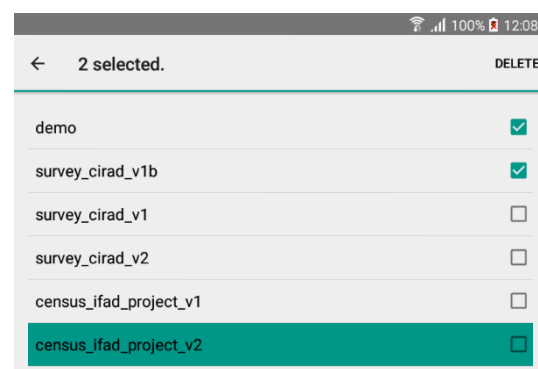 100% 12:08
2 selected.
DELETE
demo
survey_cirad_v1b
survey_cirad_v1
survey_cirad_v2
census_ifad_project_v1
census_ifad_project_v2